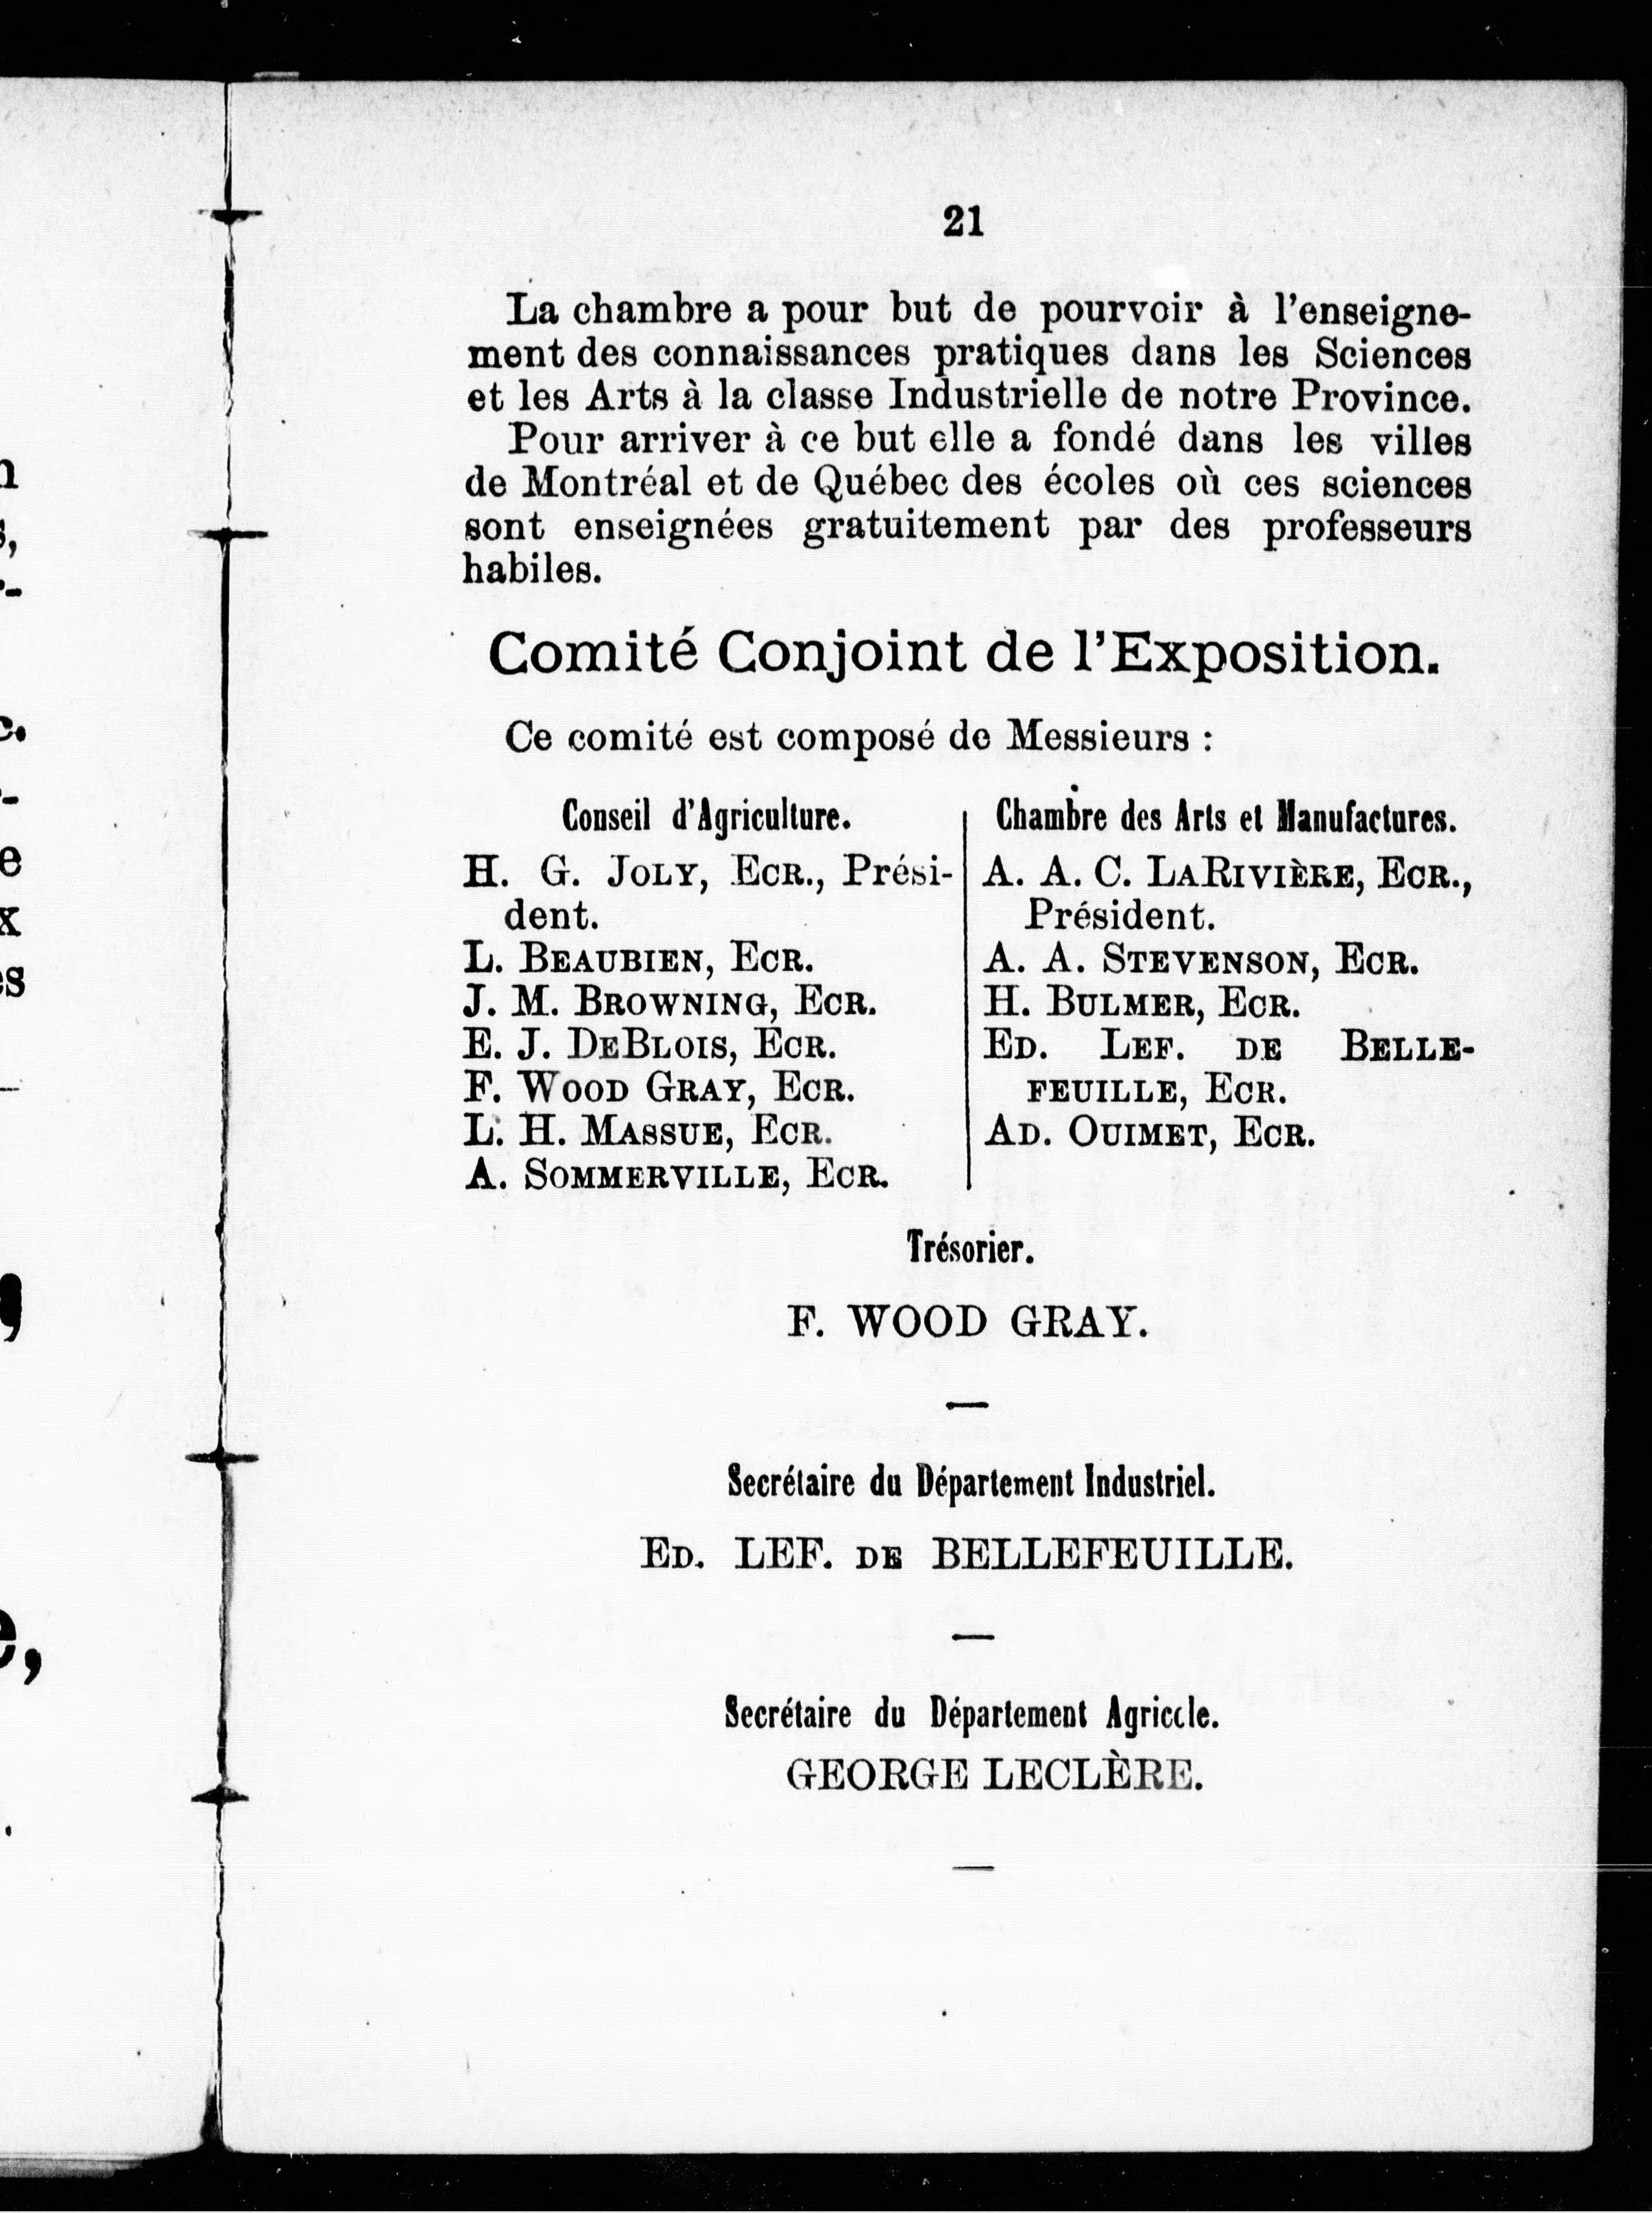 21
La chambre a pour but de pourvoir à l'enseigne-
ment des connaissances pratiques dans les Sciences
et les Arts à la classe Industrielle de notre Province.
Pour arriver à ce but elle a fondé dans les villes
de Montréal et de Québec des écoles où ces sciences
sont enseignées gratuitement par des professeurs
habiles.
Comité Conjoint de l'Exposition.
Ce comité est composé de Messieurs :
Conseil d'Agriculture.
H. G. JOLY, ECR., Prési-
dent.
L. BEAUBIEN, ECR.
J. M. BROWNING, ECR.
E. J. DEBLOIS, ECR.
F. WOOD GRAY, ECR.
L. H. MASSUE, ECR.
A. SOMMERVILLE, ECR.
Chambre des Arts et Manufactures.
A. A. C. LARIVIÈRE, ECR.,
Président.
A. A. STEVENSON, ECR.
H. BULMER, ECR.
ED. LEF. DE BELLE-
FEUILLE, ECR.
AD. OUIMET, ECR.
Trésorier.
F. WOOD GRAY.
Secrétaire du Département Industriel.
ED. LEF. DE BELLEFEUILLE.
Secrétaire du Département Agricole.
GEORGE LECLÈRE.